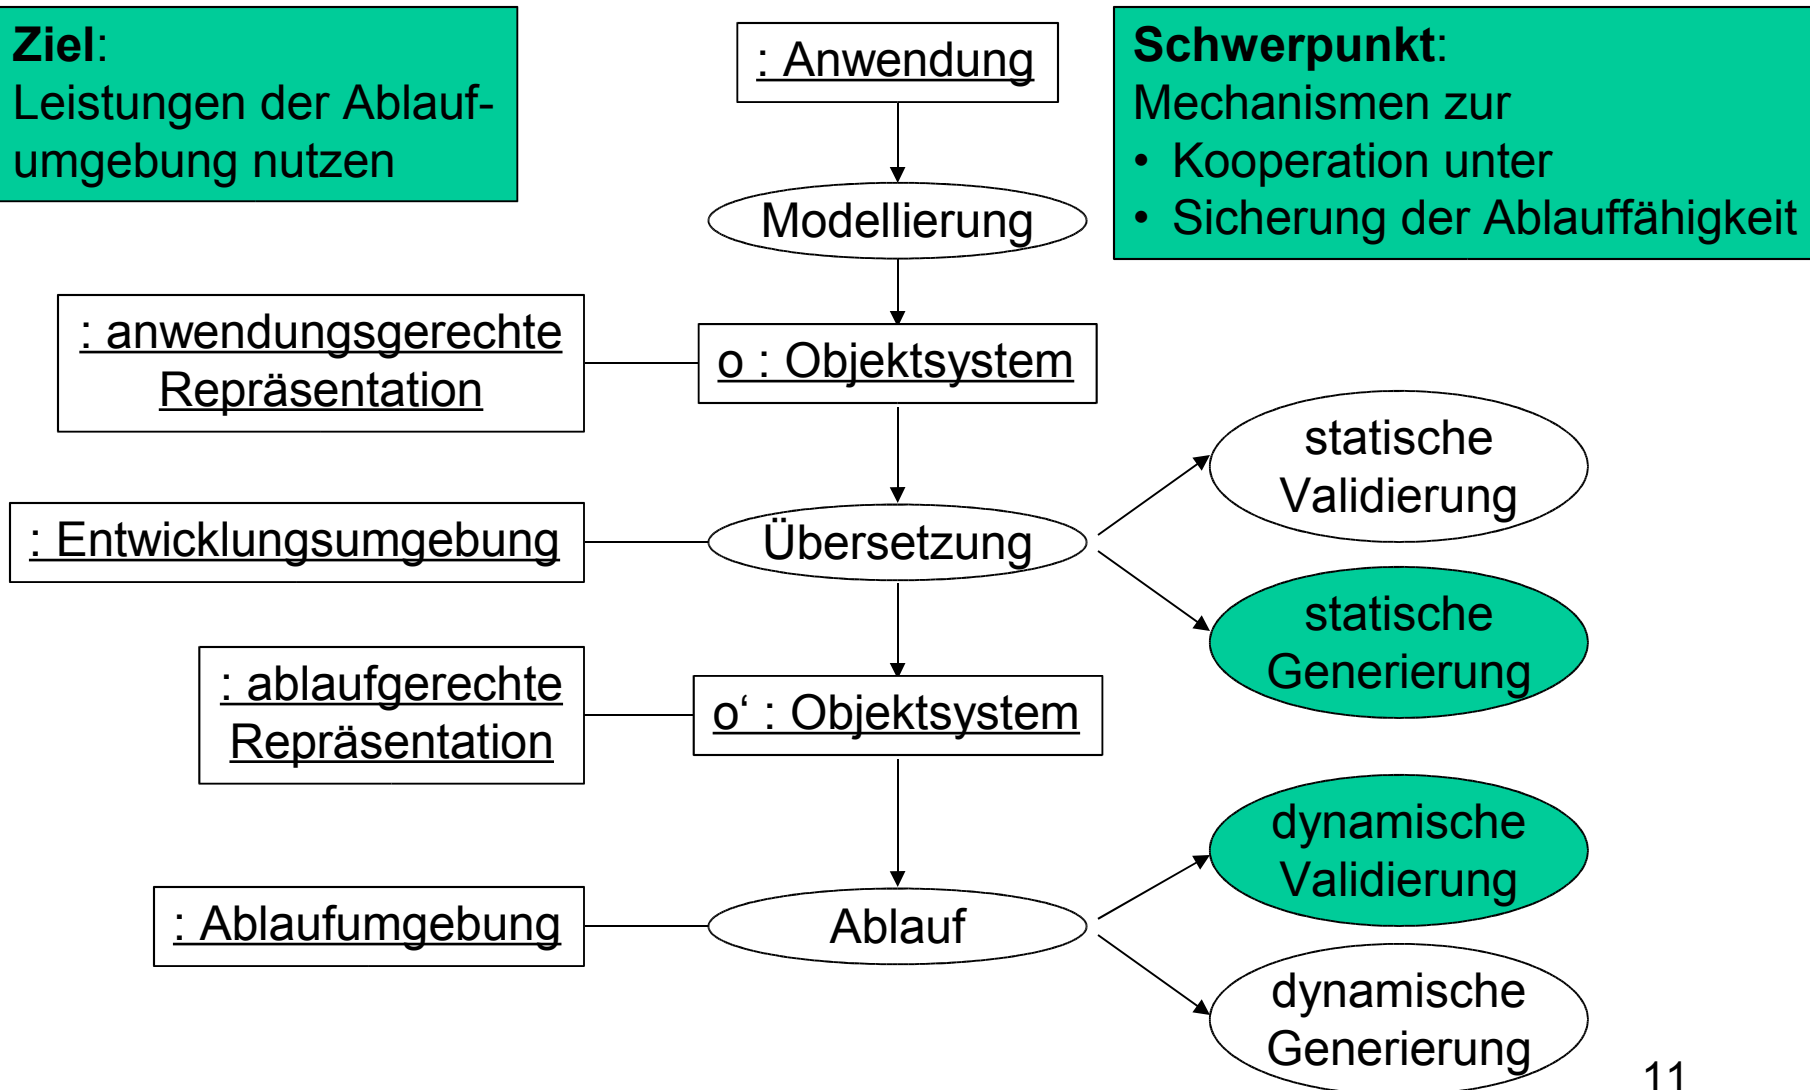 Ziel:
Leistungen der Ablauf-
umgebung nutzen
: Anwendung
Schwerpunkt:
Mechanismen zur
• Kooperation unter
• Sicherung der Ablauffähigkeit
Modellierung
: anwendungsgerechte
Repräsentation
o : Objektsystem
statische
Validierung
: Entwicklungsumgebung
Übersetzung
statische
Generierung
: ablaufgerechte
Repräsentation
o‘ : Objektsystem
dynamische
Validierung
: Ablaufumgebung
Ablauf
dynamische
Generierung
11